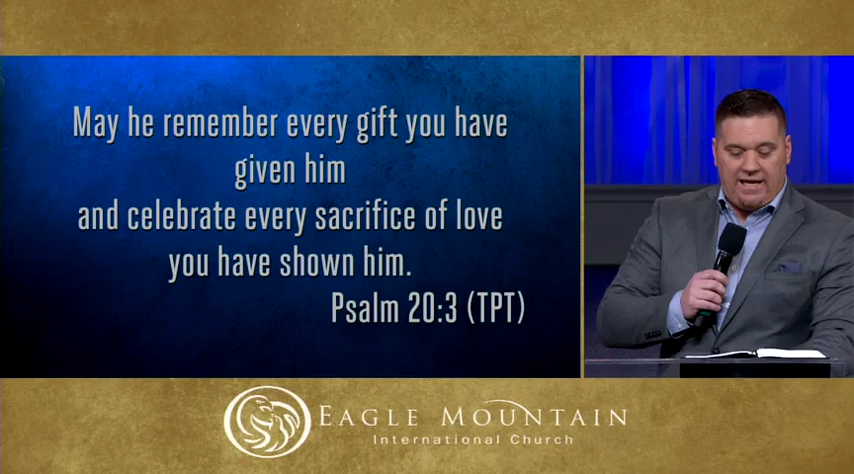 May he remember every gift you have
given him
and celebrate every sacrifice of love
you have shown him.
Psalm 20:3 (TPT)
EAGLE MOUNTAIN
International Church